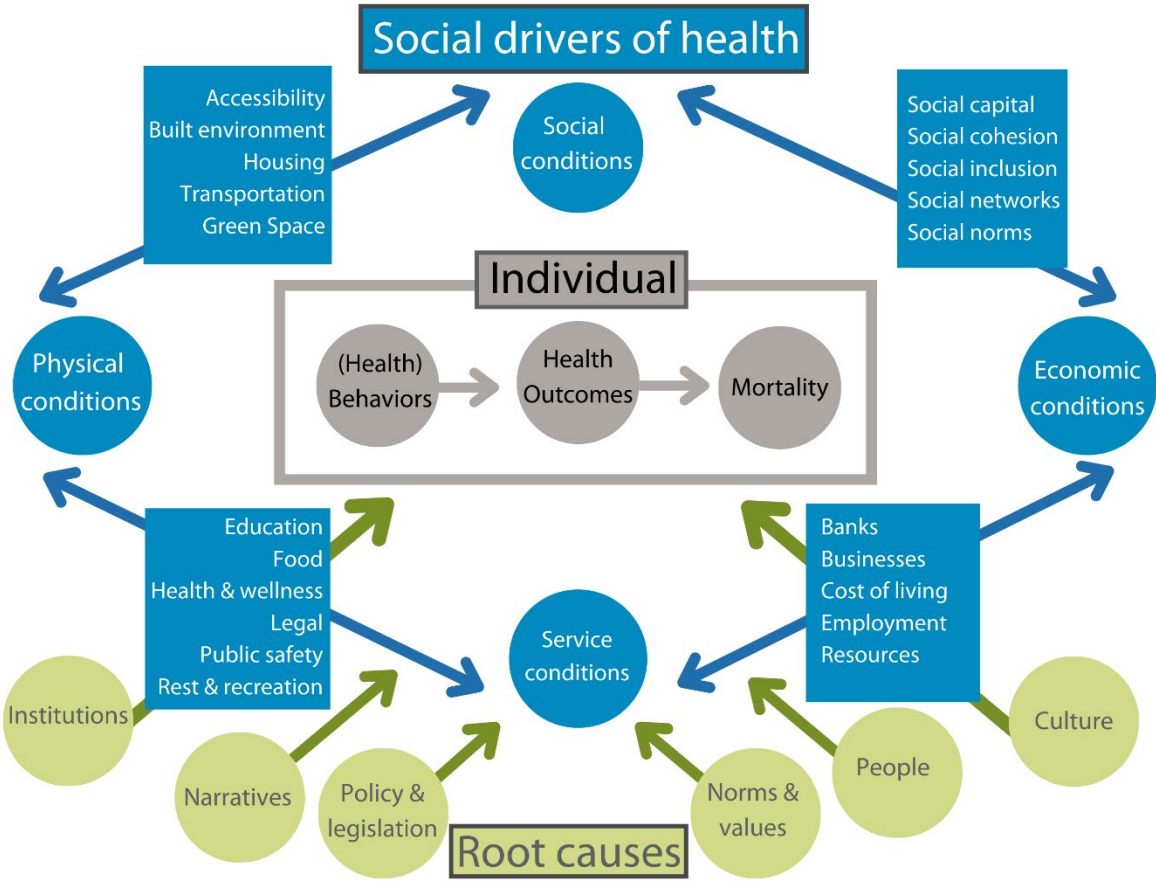 Social drivers of health
Accessibility
Built environment
Housing
Transportation
Green Space
Social
conditions
Social capital
Social cohesion
Social inclusion
Social networks
Social norms
Individual
Physical
conditions
(Health)
Behaviors
Health
Outcomes
Mortality
Economic
conditions
Education
Food
Health & wellness
Legal
Public safety
Rest & recreation
Service
conditions
Banks
Businesses
Cost of living
Employment
Resources
Institutions
Narratives
Policy &
legislation
Norms &
values
People
Culture
Root causes